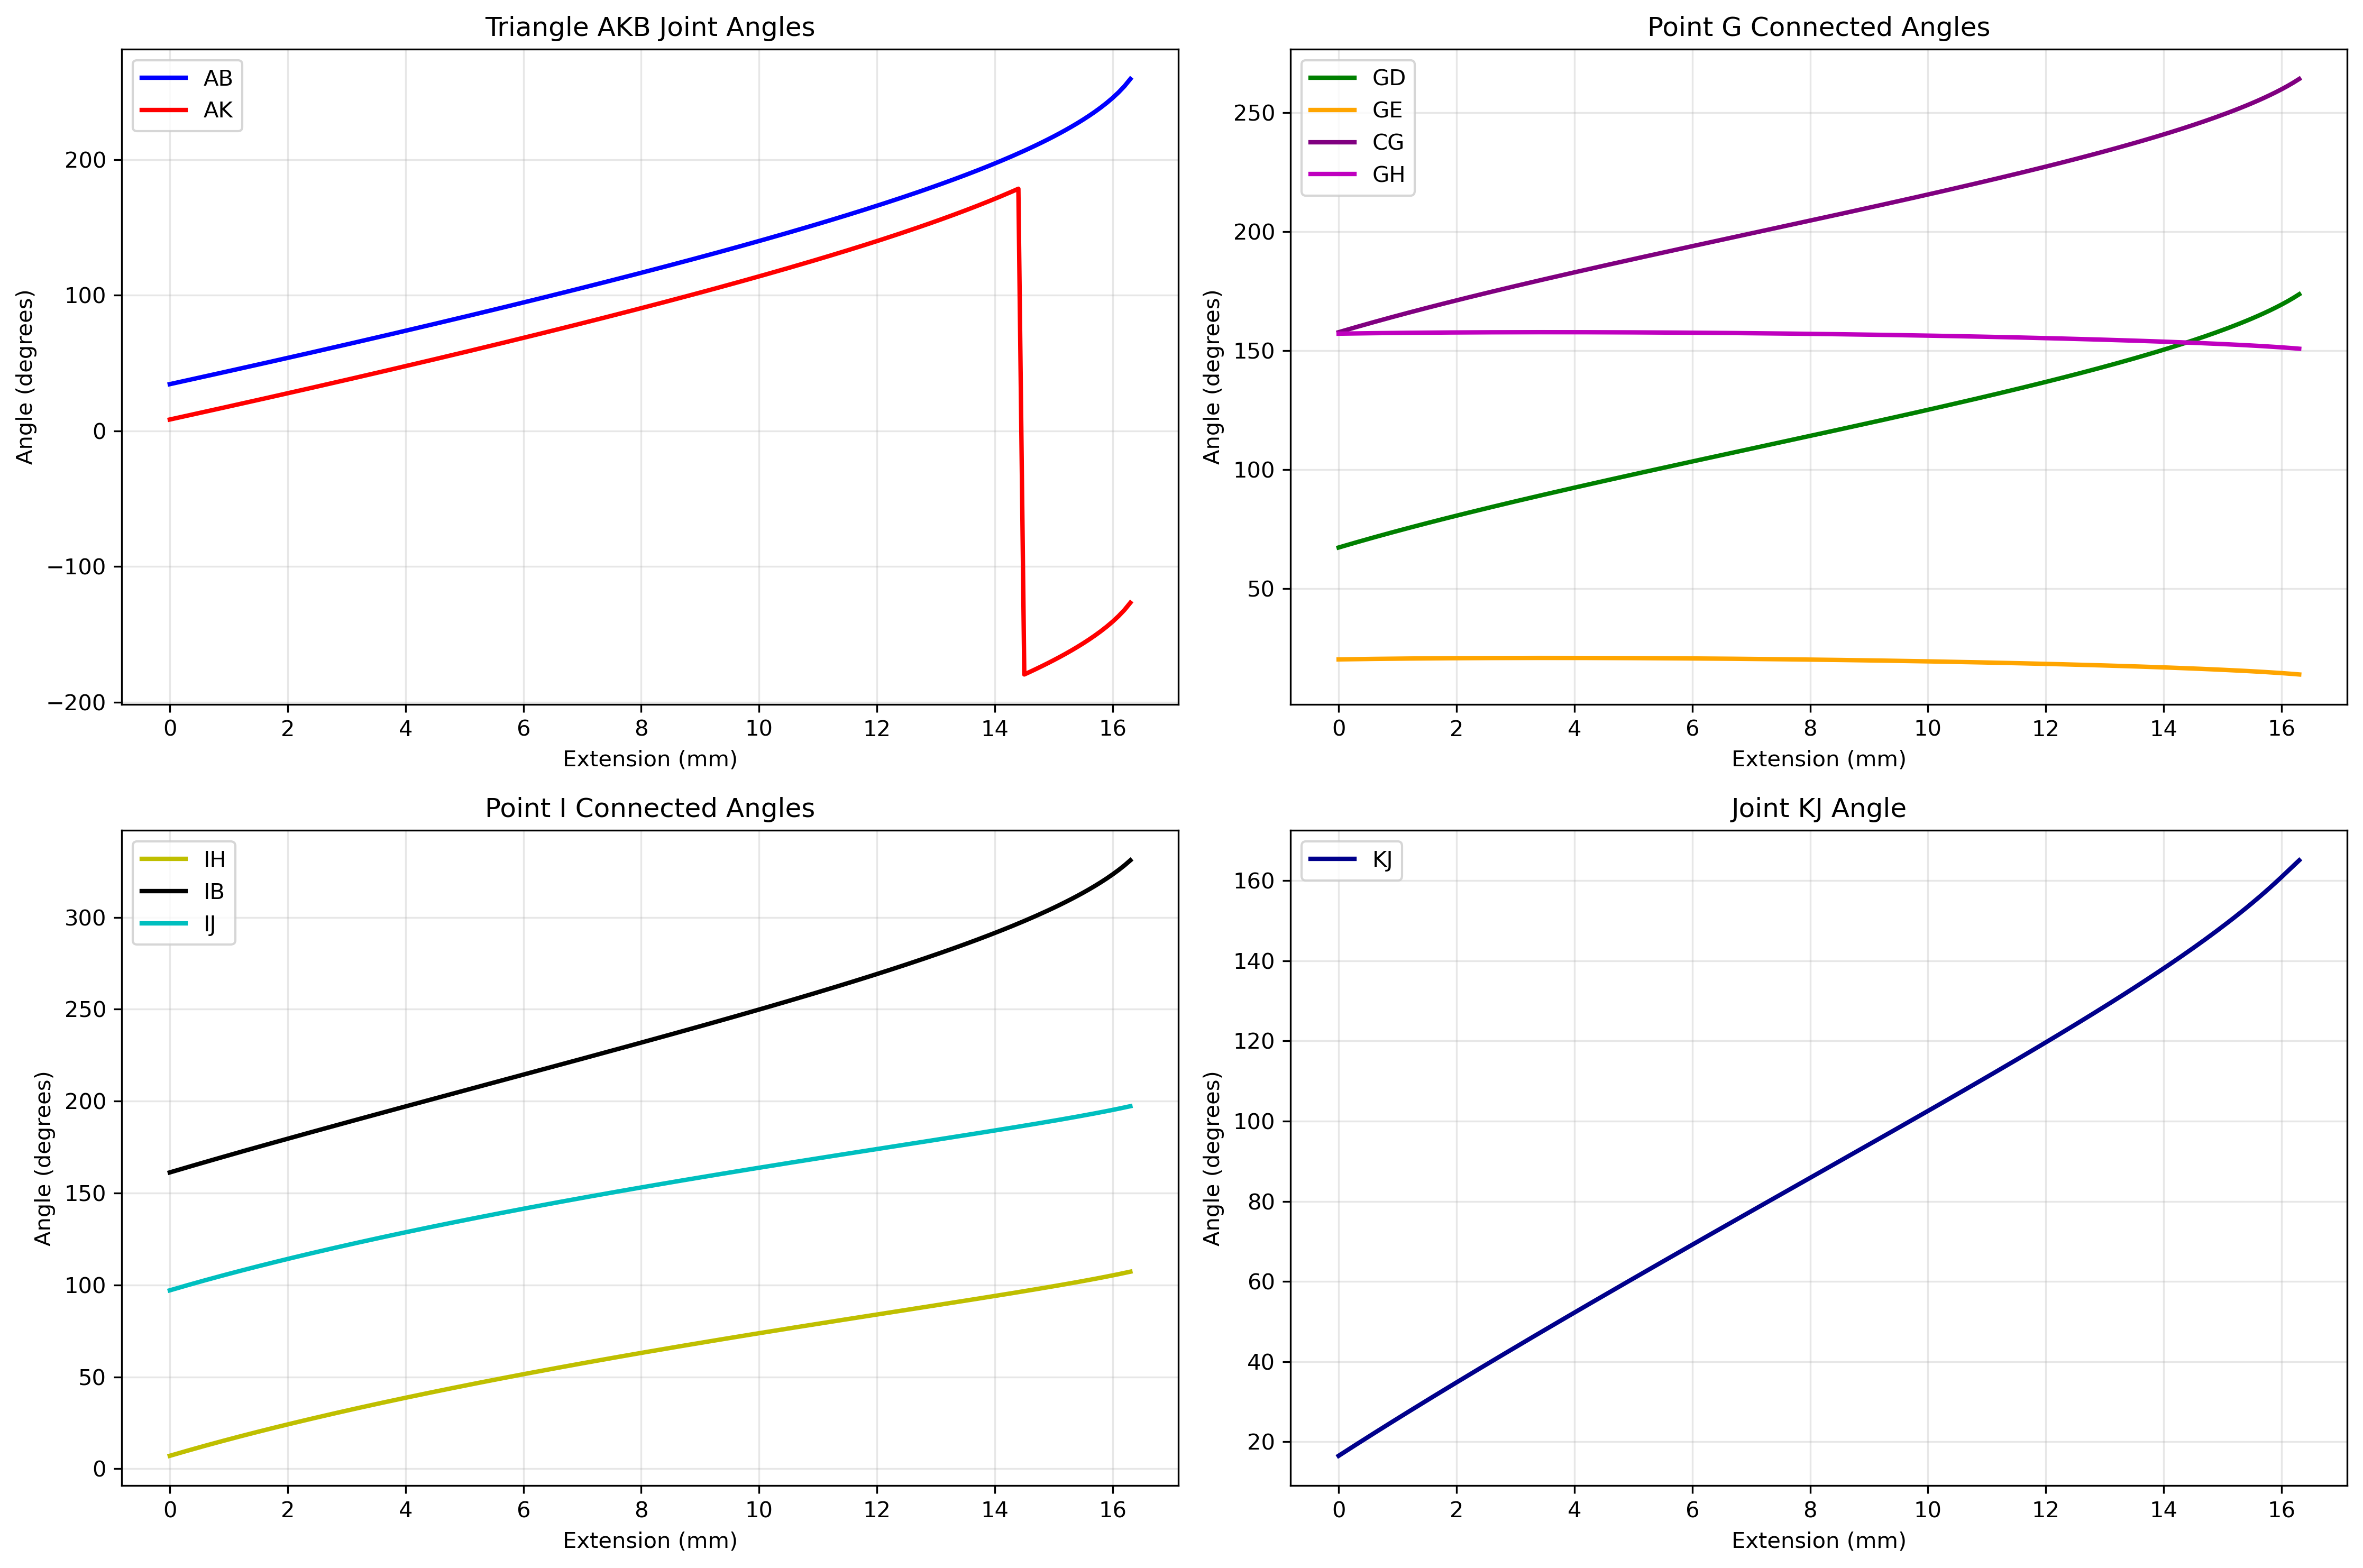 Triangle AKB Joint Angles
AB
AK
Angle (degrees)
200
100
0
−100
−200
0 2 4 6 8 10 12 14 16
Extension (mm)
Point G Connected Angles
GD
GE
CG
GH
Angle (degrees)
250
200
150
100
50
0 2 4 6 8 10 12 14 16
Extension (mm)
Point I Connected Angles
IH
IB
IJ
Angle (degrees)
300
250
200
150
100
50
0
0 2 4 6 8 10 12 14 16
Extension (mm)
Joint KJ Angle
KJ
Angle (degrees)
160
140
120
100
80
60
40
20
0 2 4 6 8 10 12 14 16
Extension (mm)